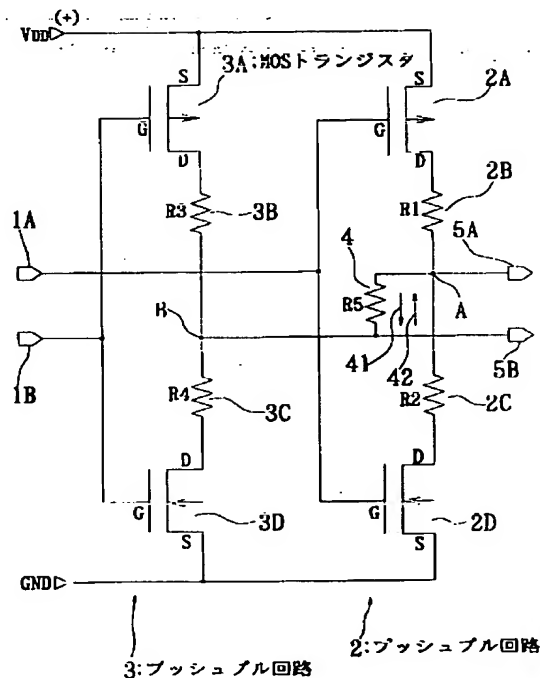 VDD (+)
S
3A:MOSトランジスタ
S
2A
G
G
D
D
2B
R3
3B
R1
1A
4
5A
R5
A
B
1B
41
42
5B
R4
3C
R2
2C
D
D
G
3D
G
2D
S
S
GND
3:プッシュプル回路
2:プッシュプル回路